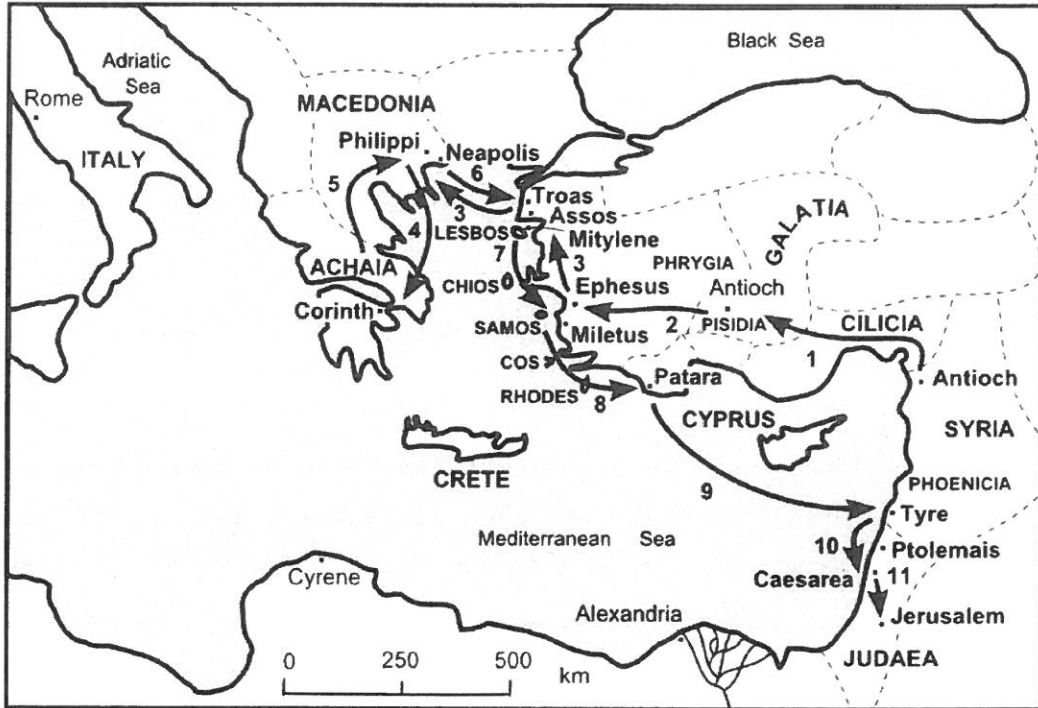 Black Sea
Adriatic
Sea
Rome
MACEDONIA
ITALY
Philippi
Neapolis
5
6
3
Troas
Assos
4
LESBOS
Mitylene
7
3
GALATIA
PHRYGIA
ACHAIA
CHIOS
Ephesus
Antioch
Corinth
SAMOS
Miletus
2
PISIDIA
CILICIA
1
COS
RHODES
8
Patara
Antioch
CYPRUS
SYRIA
CRETE
9
PHOENICIA
Tyre
Mediterranean Sea
10
Ptolemais
Cyrene
Caesarea
11
Alexandria
Jerusalem
0 250 500
km
JUDAEA